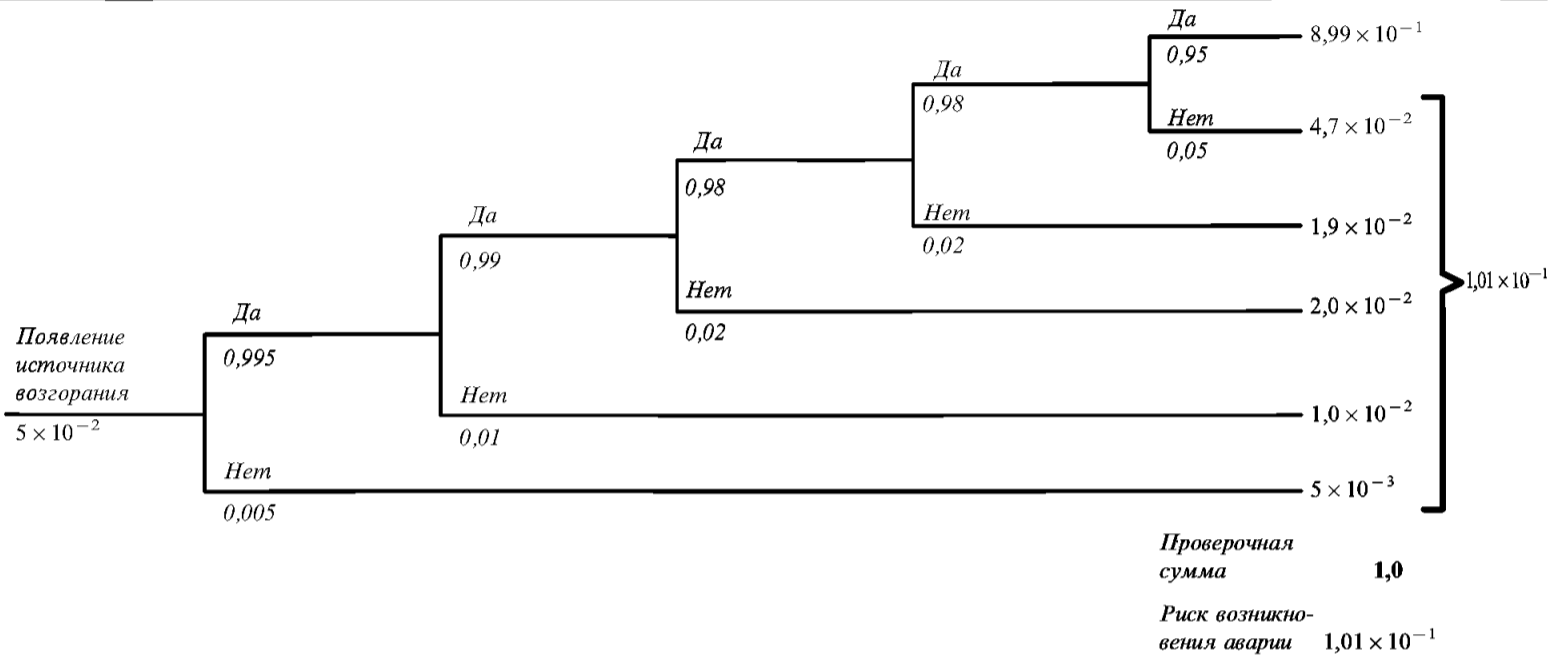 Да
0,95
8,99 × 10⁻¹
Да
0,98
Нет
0,05
4,7 × 10⁻²
Да
0,98
Нет
0,02
1,9 × 10⁻²
Да
0,99
Нет
0,02
2,0 × 10⁻²
1,01 × 10⁻¹
Да
0,995
Появление
источника
возгорания
5 × 10⁻²
Нет
0,01
1,0 × 10⁻²
Нет
0,005
5 × 10⁻³
Проверочная
сумма 1,0
Риск возникно-
вения аварии 1,01 × 10⁻¹